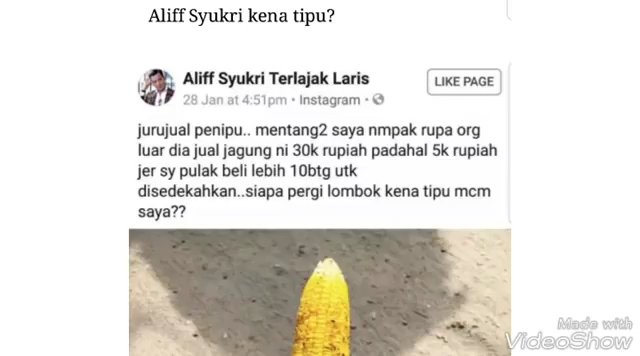 Aliff Syukri kena tipu?
Aliff Syukri Terlajak Laris
LIKE PAGE
28 Jan at 4:51pm • Instagram •
jurujual penipu.. mentang2 saya nmpak rupa org
luar dia jual jagung ni 30k rupiah padahal 5k rupiah
jer sy pulak beli lebih 10btg utk
disedekahkan..siapa pergi lombok kena tipu mcm
saya??
Made with
VideoShow